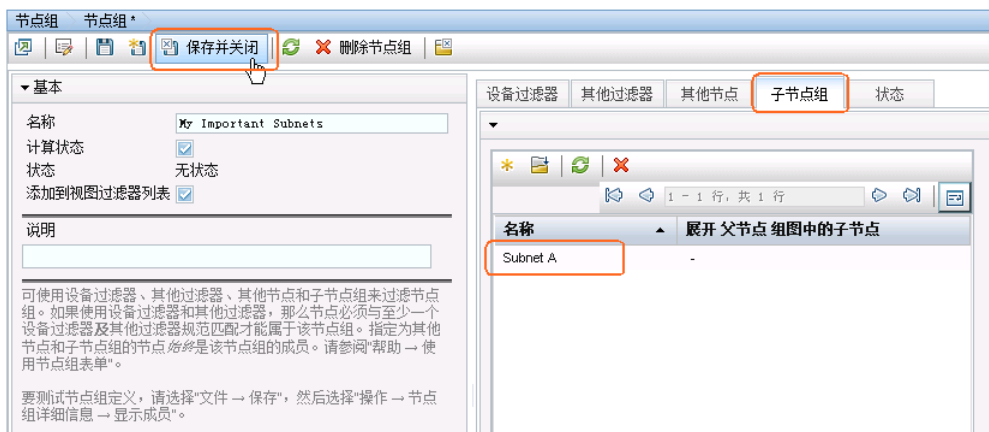 节点组 节点组 *
保存并关闭 删除节点组
▼基本
名称 My Important Subnets
计算状态
状态 无状态
添加到视图过滤器列表
说明
可使用设备过滤器、其他过滤器、其他节点和子节点组来过滤节点
组。如果使用设备过滤器和其他过滤器，那么节点必须与至少一个
设备过滤器及其他过滤器规范匹配才能属于该节点组。指定为其他
节点和子节点组的节点始终是该节点组的成员。请参阅"帮助 → 使
用节点组表单"。
要测试节点组定义，请选择"文件 → 保存"，然后选择"操作 → 节点
组详细信息 → 显示成员"。
设备过滤器 其他过滤器 其他节点 子节点组 状态
1 - 1 行, 共 1 行
名称 ▲ 展开 父节点 组图中的子节点
Subnet A -